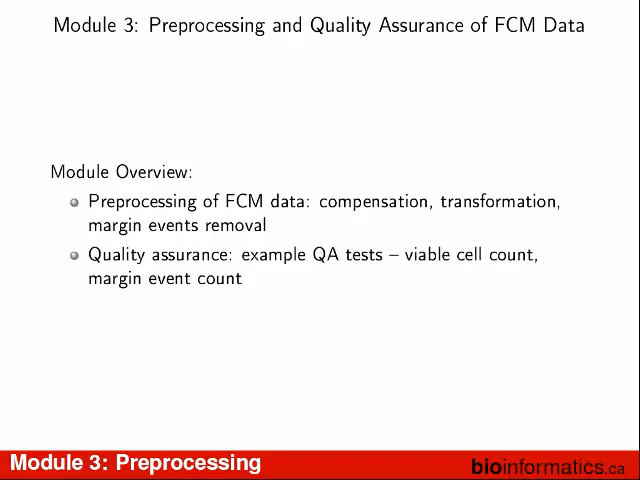 Module 3: Preprocessing and Quality Assurance of FCM Data
Module Overview:
Preprocessing of FCM data: compensation, transformation,
margin events removal
Quality assurance: example QA tests – viable cell count,
margin event count
Module 3: Preprocessing
bioinformatics.ca